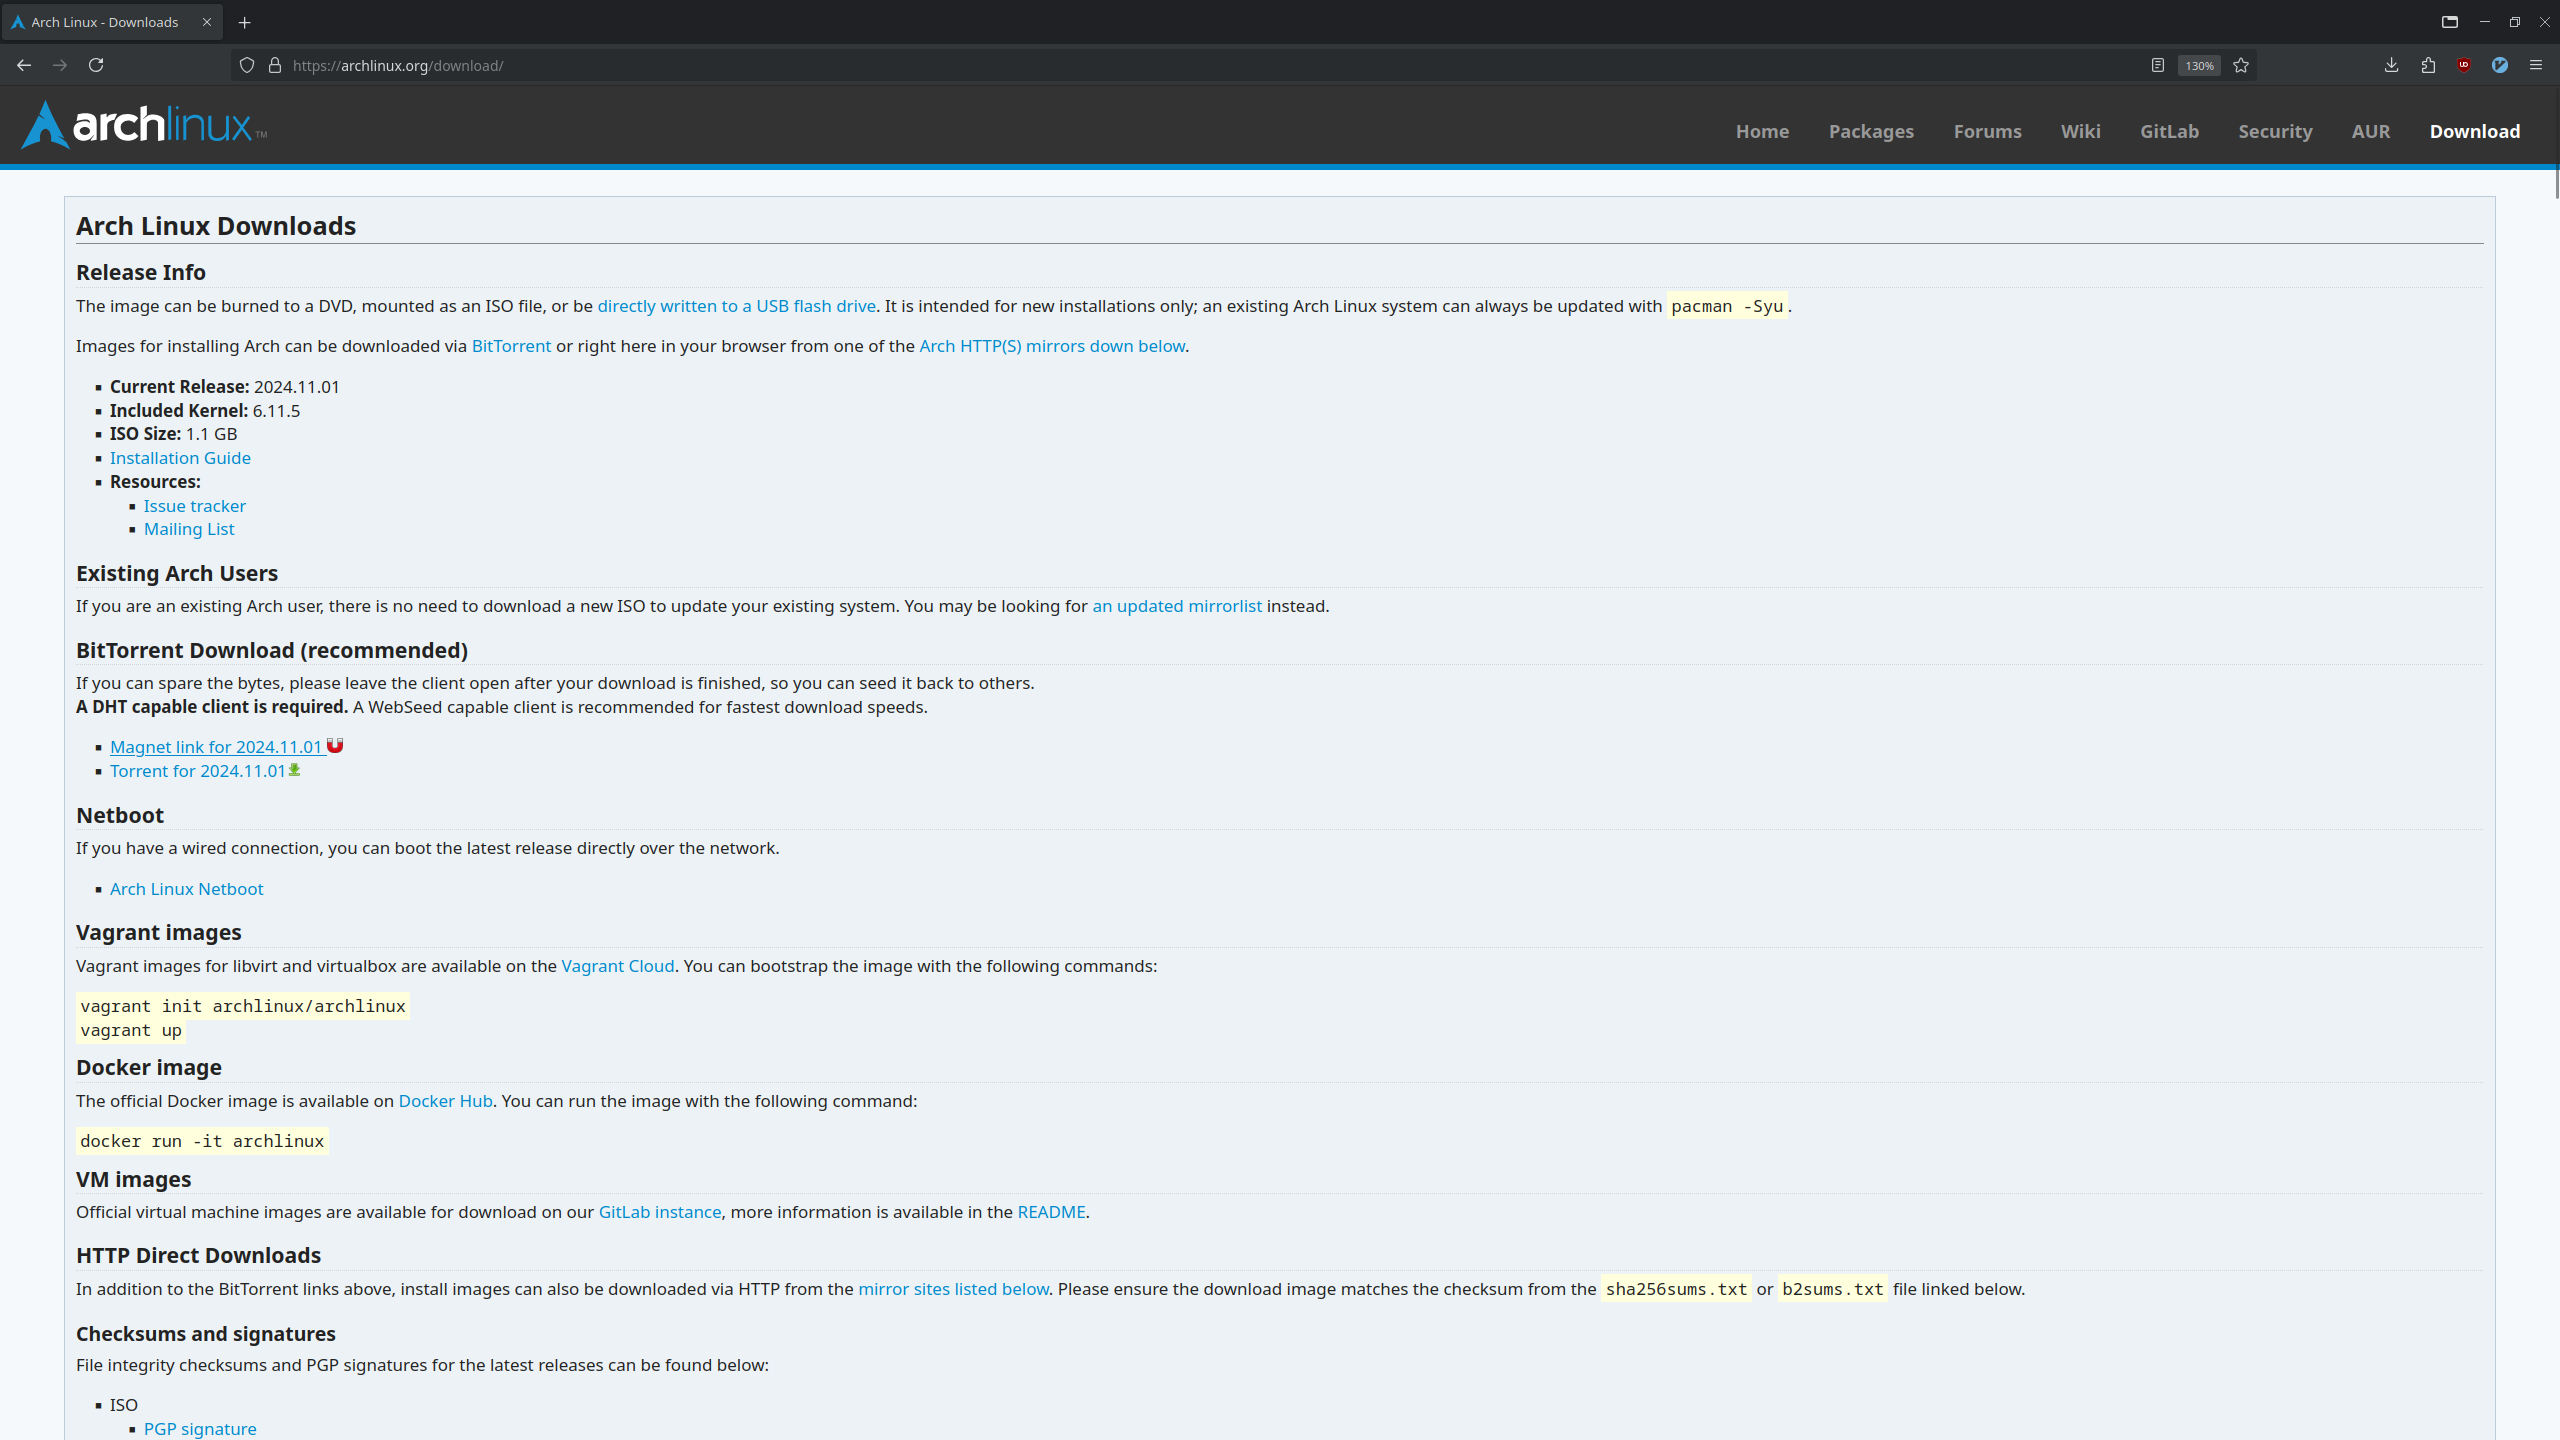 Arch Linux - Downloads
https://archlinux.org/download/
130%
archlinux™
Home Packages Forums Wiki GitLab Security AUR Download
Arch Linux Downloads
Release Info
The image can be burned to a DVD, mounted as an ISO file, or be directly written to a USB flash drive. It is intended for new installations only; an existing Arch Linux system can always be updated with pacman -Syu.
Images for installing Arch can be downloaded via BitTorrent or right here in your browser from one of the Arch HTTP(S) mirrors down below.
Current Release: 2024.11.01
Included Kernel: 6.11.5
ISO Size: 1.1 GB
Installation Guide
Resources:
Issue tracker
Mailing List
Existing Arch Users
If you are an existing Arch user, there is no need to download a new ISO to update your existing system. You may be looking for an updated mirrorlist instead.
BitTorrent Download (recommended)
If you can spare the bytes, please leave the client open after your download is finished, so you can seed it back to others.
A DHT capable client is required. A WebSeed capable client is recommended for fastest download speeds.
Magnet link for 2024.11.01
Torrent for 2024.11.01
Netboot
If you have a wired connection, you can boot the latest release directly over the network.
Arch Linux Netboot
Vagrant images
Vagrant images for libvirt and virtualbox are available on the Vagrant Cloud. You can bootstrap the image with the following commands:
vagrant init archlinux/archlinux
vagrant up
Docker image
The official Docker image is available on Docker Hub. You can run the image with the following command:
docker run -it archlinux
VM images
Official virtual machine images are available for download on our GitLab instance, more information is available in the README.
HTTP Direct Downloads
In addition to the BitTorrent links above, install images can also be downloaded via HTTP from the mirror sites listed below. Please ensure the download image matches the checksum from the sha256sums.txt or b2sums.txt file linked below.
Checksums and signatures
File integrity checksums and PGP signatures for the latest releases can be found below:
ISO
PGP signature